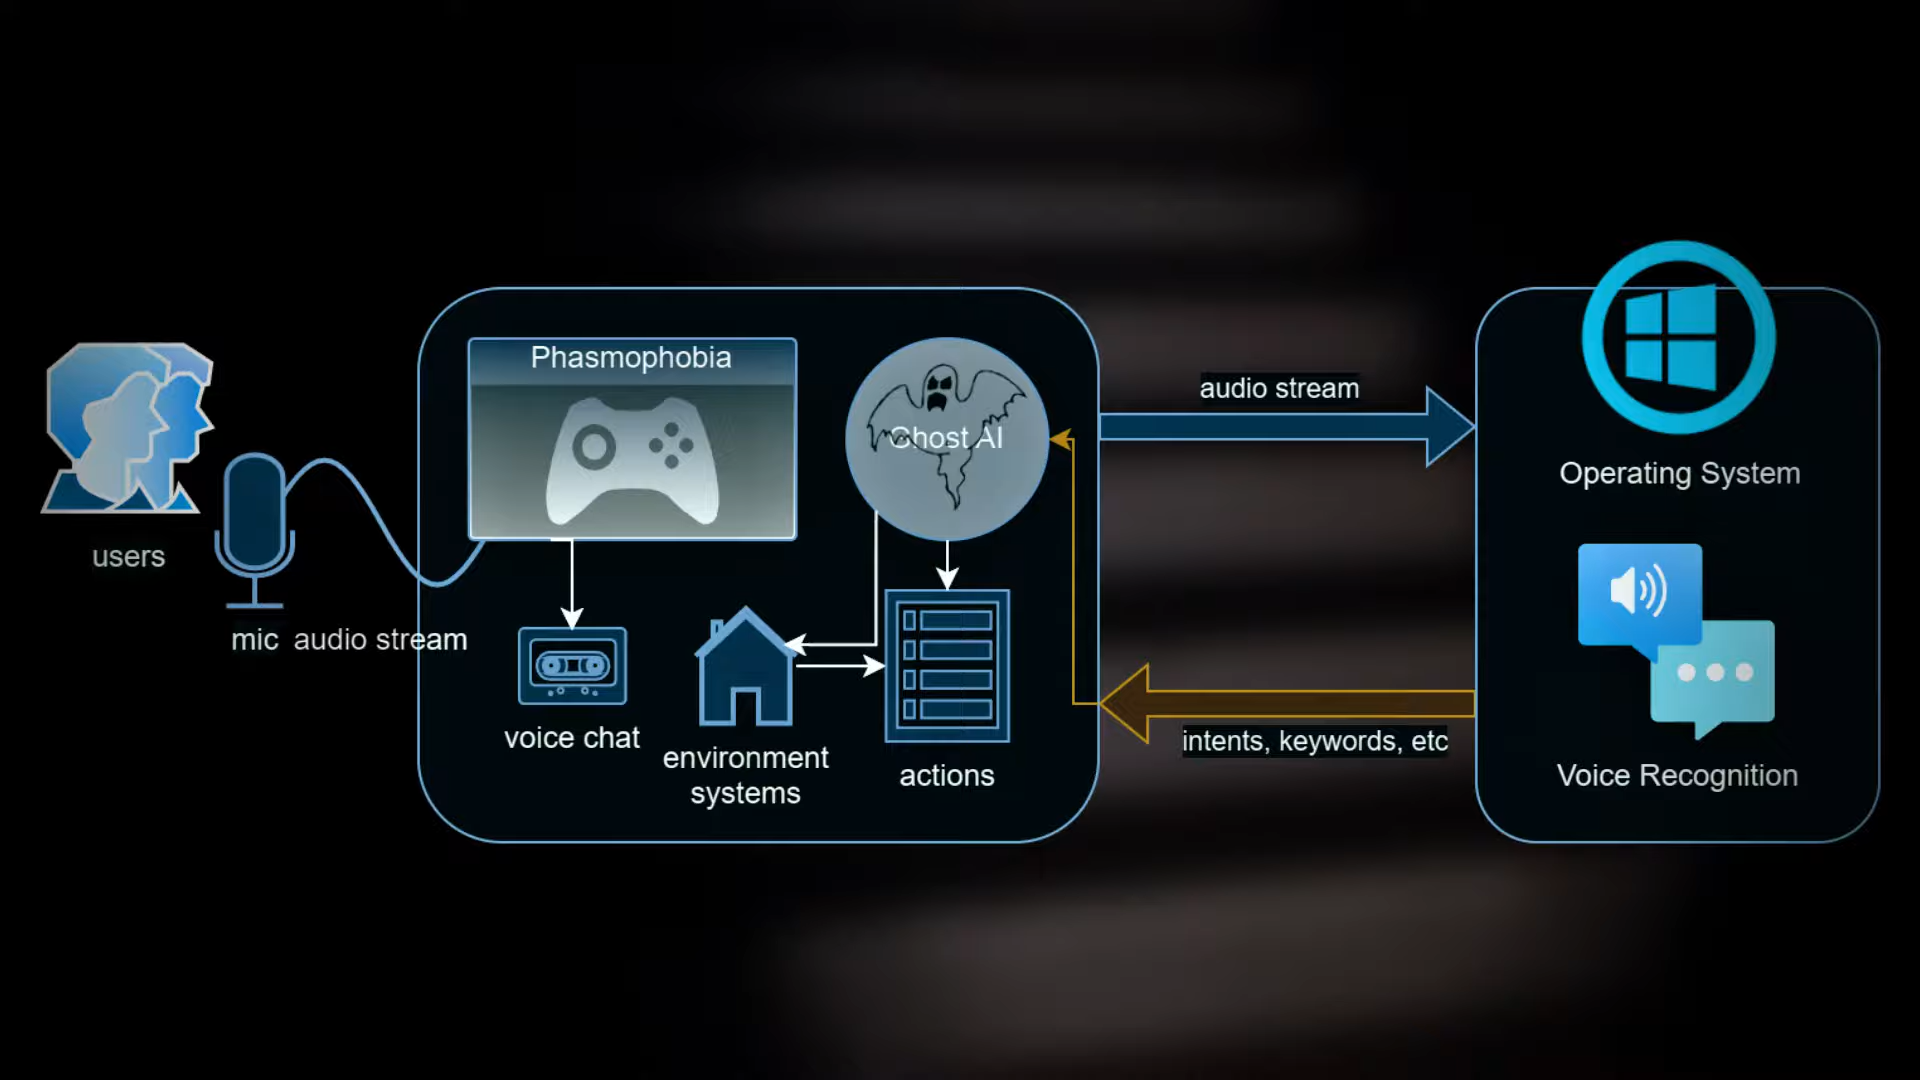 users
mic audio stream
Phasmophobia
Ghost AI
voice chat
environment
systems
actions
audio stream
intents, keywords, etc
Operating System
Voice Recognition